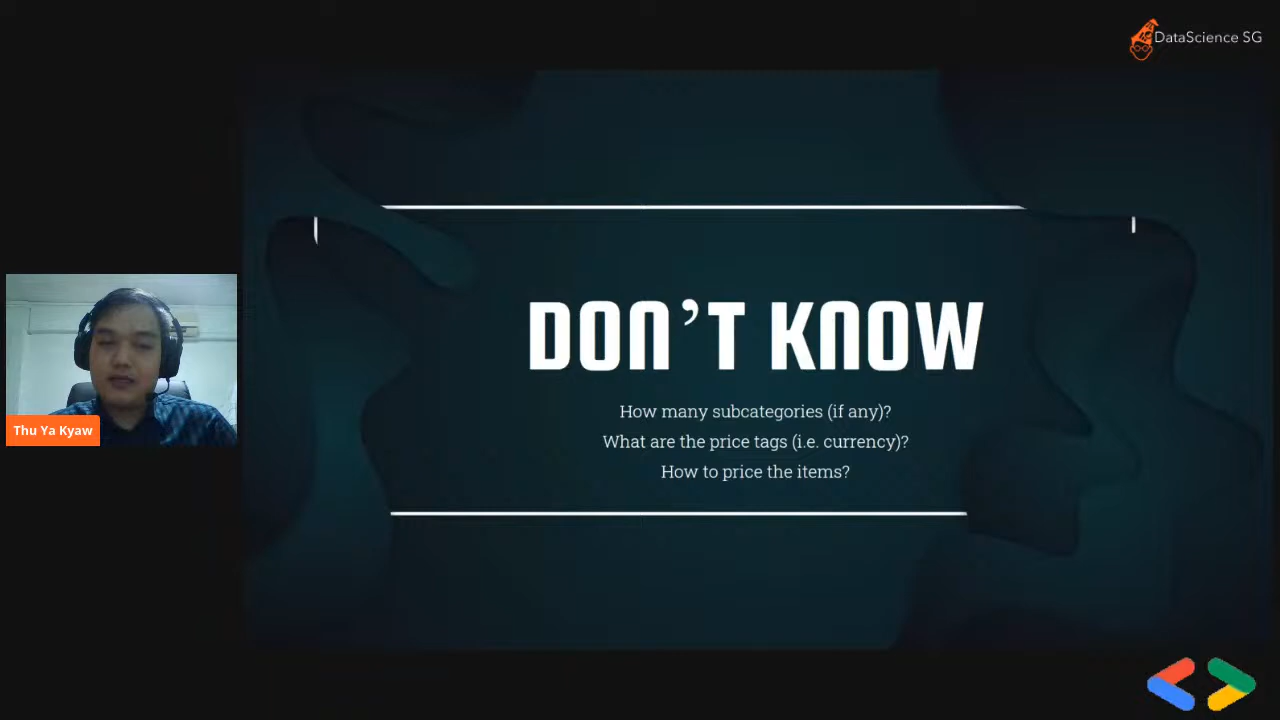 DataScience SG
DON’T KNOW
How many subcategories (if any)?
What are the price tags (i.e. currency)?
How to price the items?
Thu Ya Kyaw